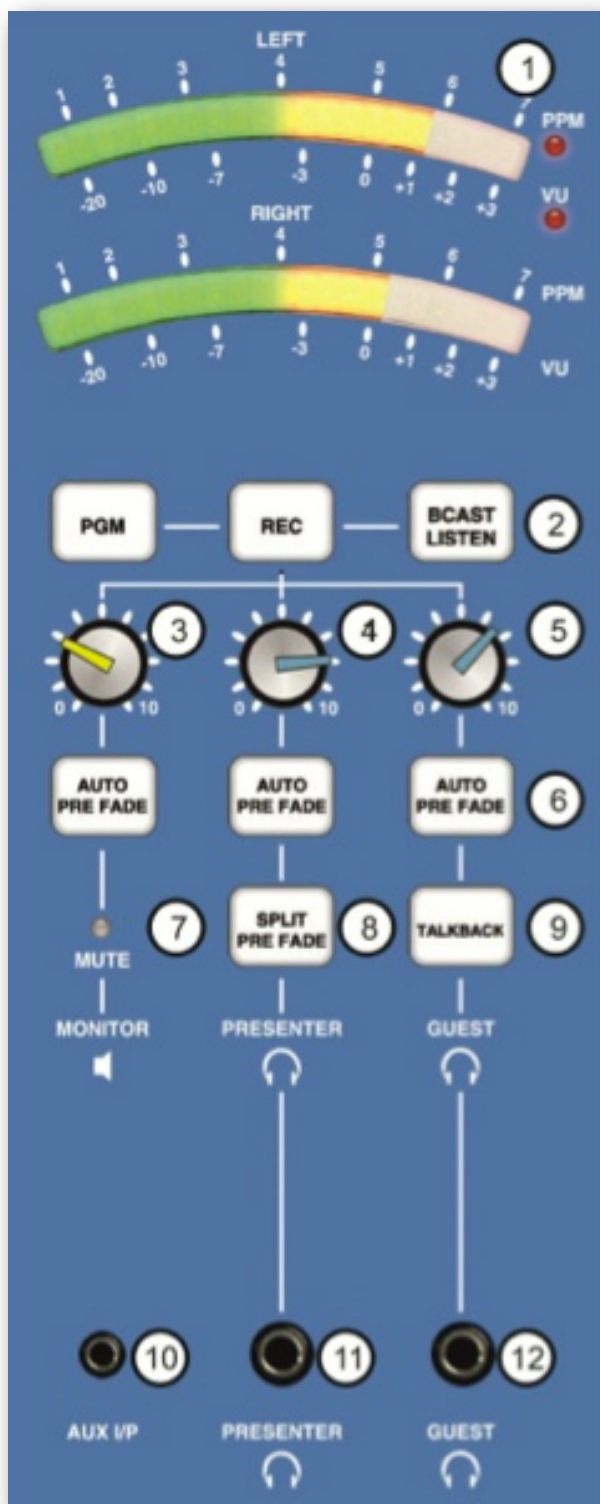 LEFT
1 2 3 4 5 6 7 PPM
1
-20 -10 -7 -3 0 +1 +2 +3 VU
RIGHT
1 2 3 4 5 6 7 PPM
-20 -10 -7 -3 0 +1 +2 +3 VU
PGM REC BCAST
LISTEN 2
3 4 5
0 10 0 10 0 10
AUTO
PRE FADE
AUTO
PRE FADE
AUTO
PRE FADE
6
7
SPLIT
PRE FADE
8
TALKBACK
9
MUTE
MONITOR PRESENTER GUEST
10 11 12
AUX I/P PRESENTER GUEST